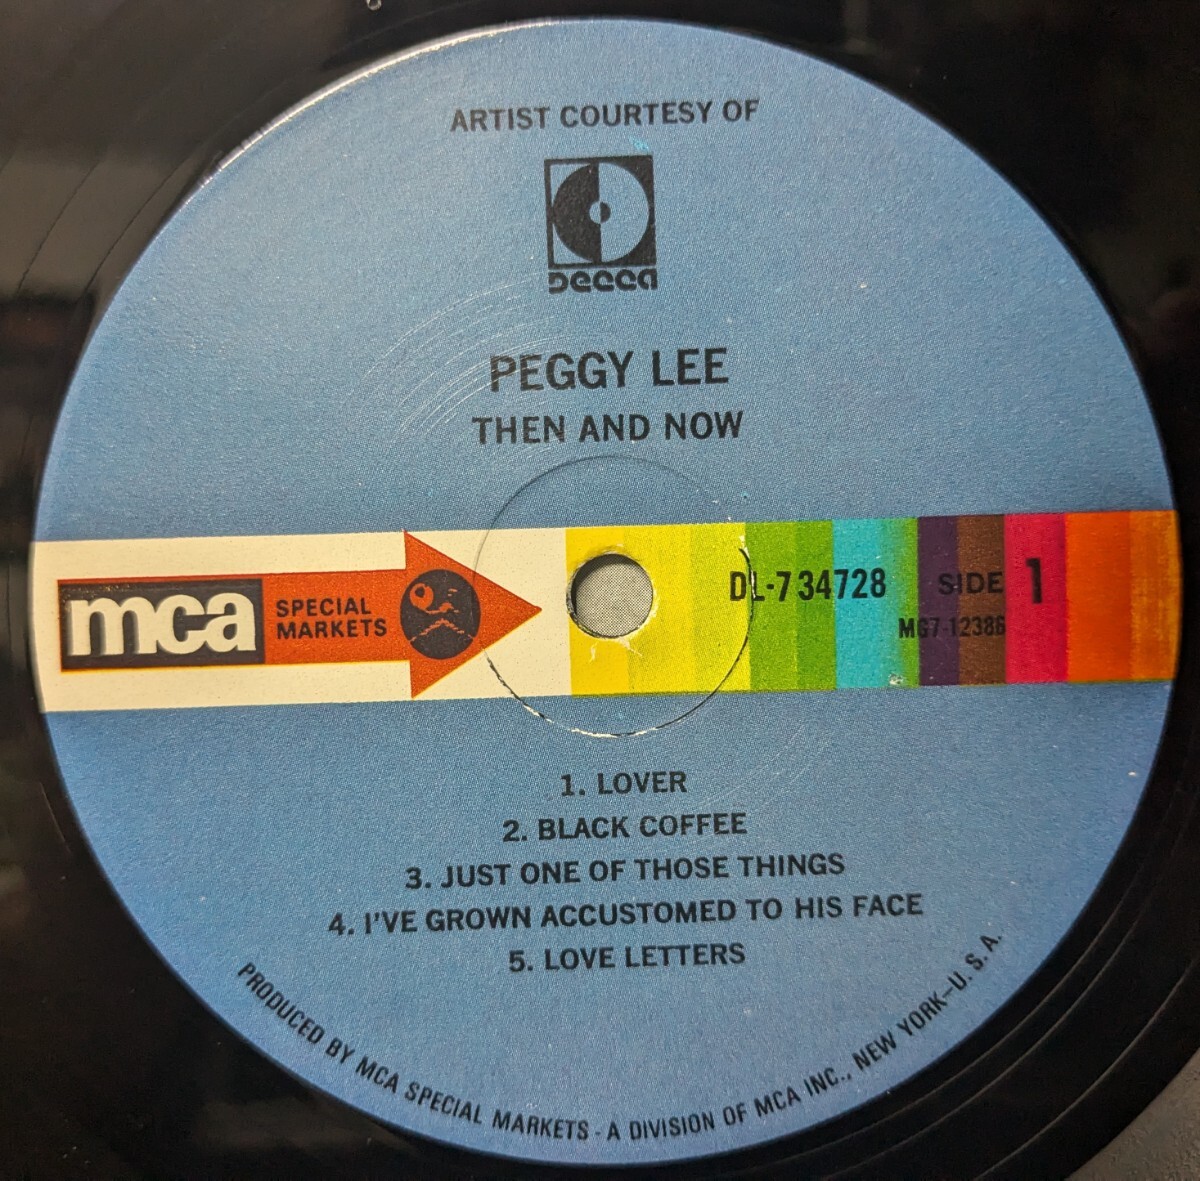 ARTIST COURTESY OF
DECCA
PEGGY LEE
THEN AND NOW
mca
SPECIAL
MARKETS
DL-734728 SIDE 1
MG7-12386
1. LOVER
2. BLACK COFFEE
3. JUST ONE OF THOSE THINGS
4. I'VE GROWN ACCUSTOMED TO HIS FACE
5. LOVE LETTERS
PRODUCED BY MCA SPECIAL MARKETS - A DIVISION OF MCA INC., NEW YORK-U. S. A.